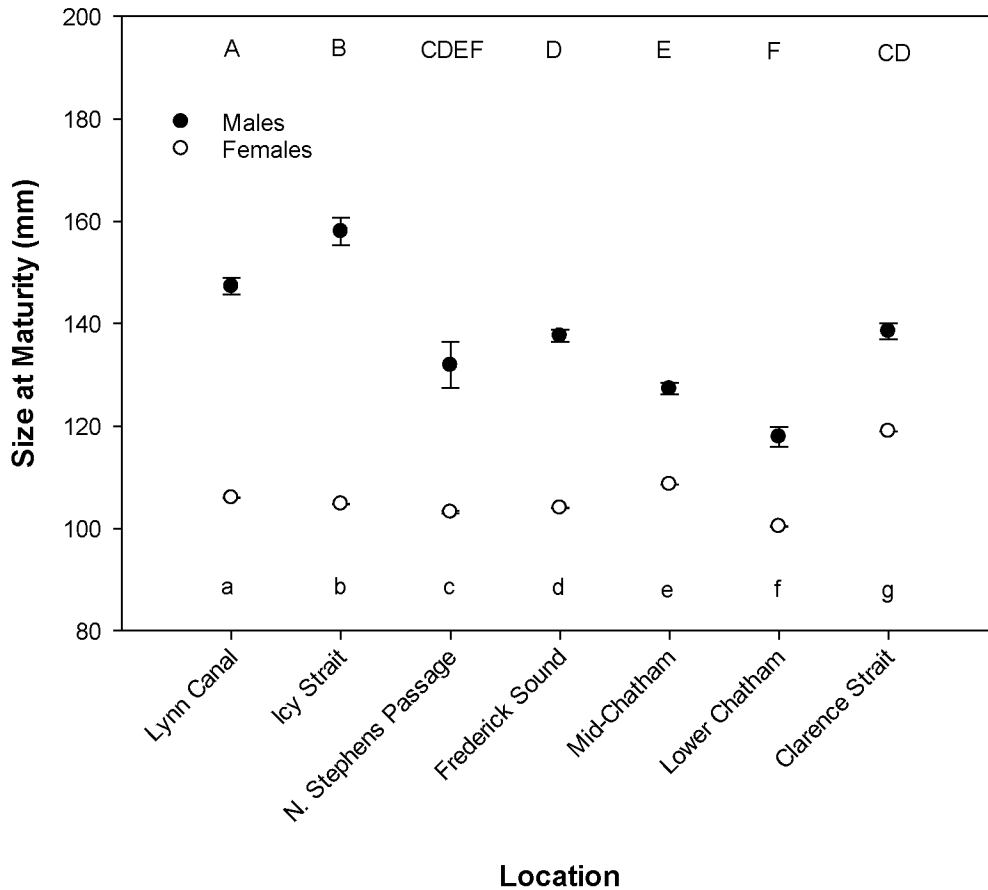 200
A B CDEF D E F CD
180
Males
Females
160
140
120
100
a b c d e f g
80
Size at Maturity (mm)
Lynn Canal
Icy Strait
N. Stephens Passage
Frederick Sound
Mid-Chatham
Lower Chatham
Clarence Strait
Location